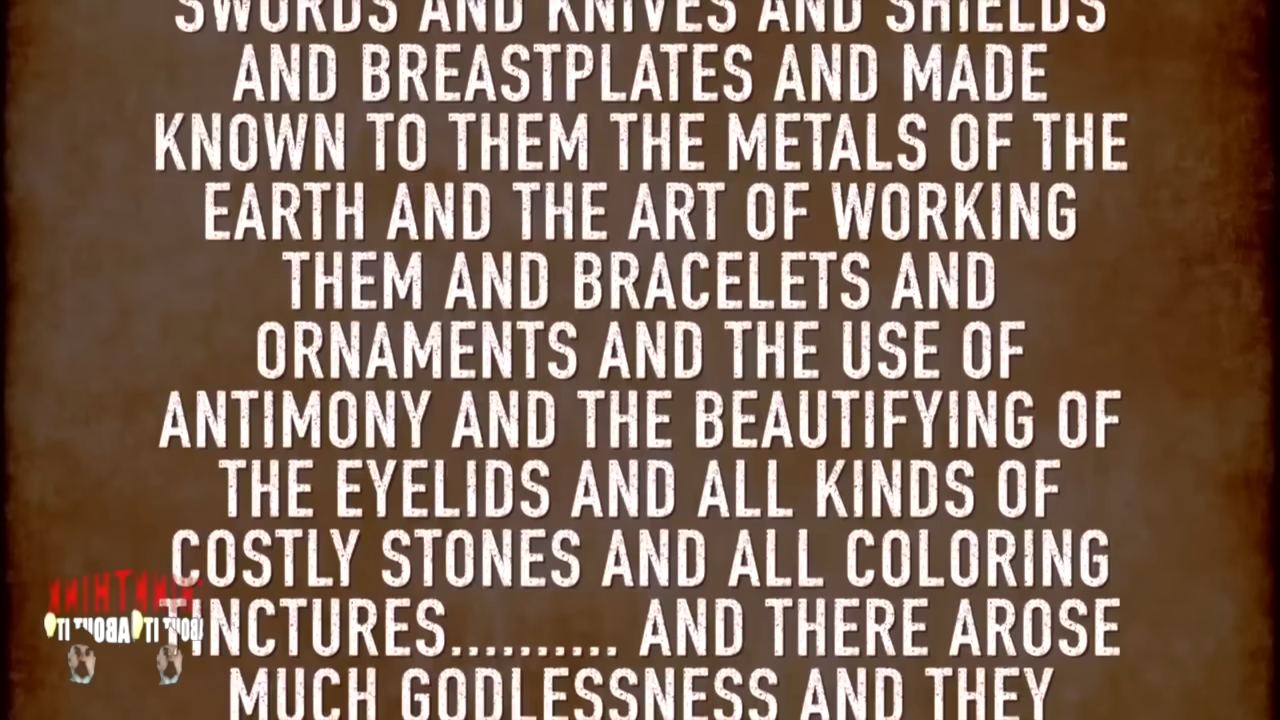 SWORDS AND KNIVES AND SHIELDS
AND BREASTPLATES AND MADE
KNOWN TO THEM THE METALS OF THE
EARTH AND THE ART OF WORKING
THEM AND BRACELETS AND
ORNAMENTS AND THE USE OF
ANTIMONY AND THE BEAUTIFYING OF
THE EYELIDS AND ALL KINDS OF
COSTLY STONES AND ALL COLORING
TINCTURES.......... AND THERE AROSE
MUCH GODLESSNESS AND THEY